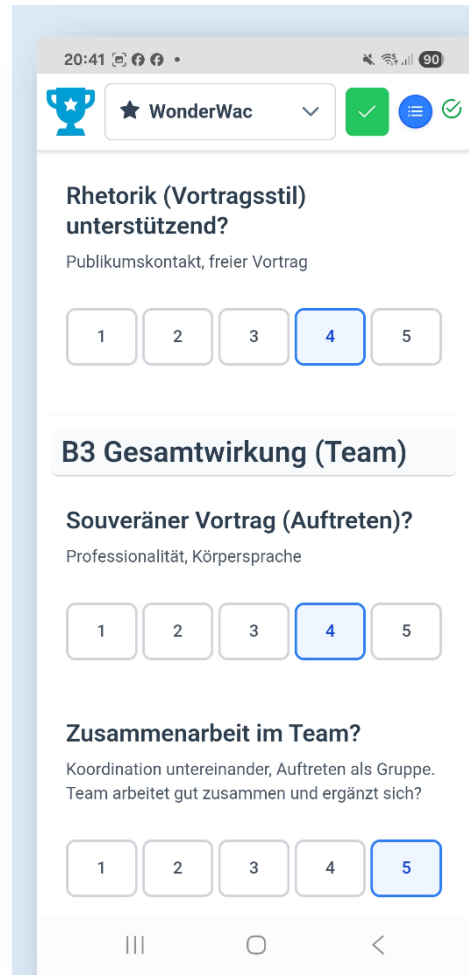 20:41
90
WonderWac
Rhetorik (Vortragsstil)
unterstützend?
Publikumskontakt, freier Vortrag
1 2 3 4 5
B3 Gesamtwirkung (Team)
Souveräner Vortrag (Auftreten)?
Professionalität, Körpersprache
1 2 3 4 5
Zusammenarbeit im Team?
Koordination untereinander, Auftreten als Gruppe.
Team arbeitet gut zusammen und ergänzt sich?
1 2 3 4 5